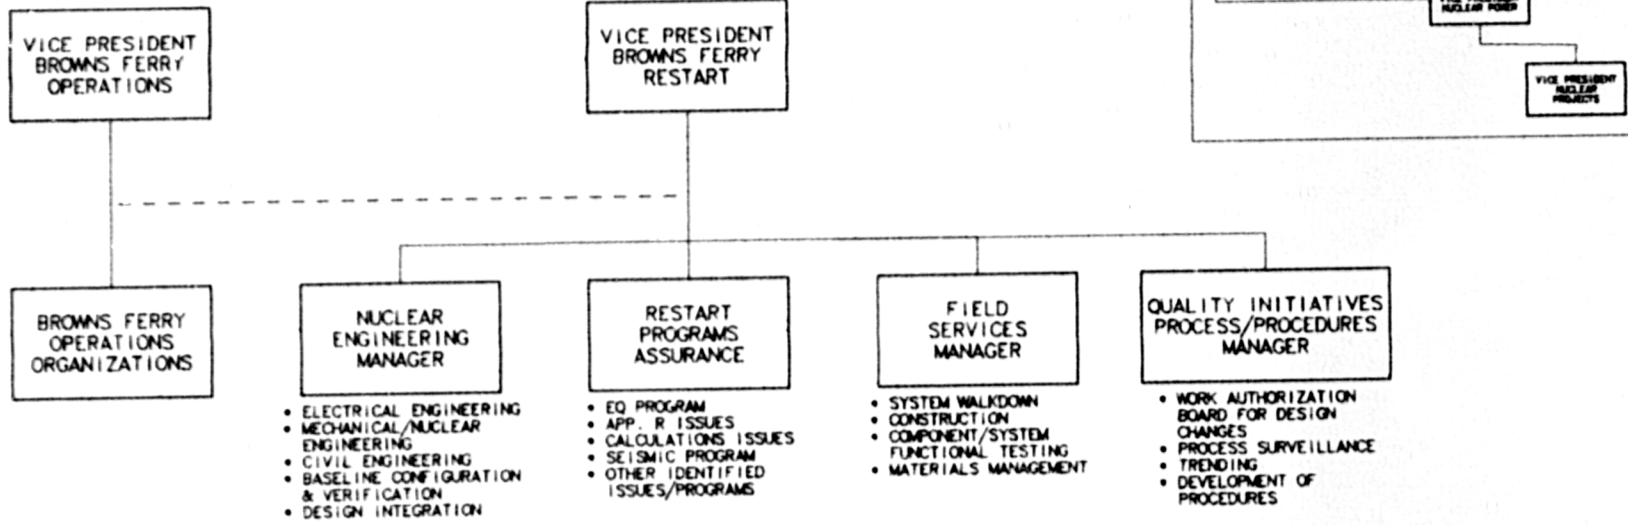 VICE PRESIDENT
BROWNS FERRY
OPERATIONS
VICE PRESIDENT
BROWNS FERRY
RESTART
NUCLEAR POWER
VICE PRESIDENT
NUCLEAR
PROJECTS
BROWNS FERRY
OPERATIONS
ORGANIZATIONS
NUCLEAR
ENGINEERING
MANAGER
• ELECTRICAL ENGINEERING
• MECHANICAL/NUCLEAR
ENGINEERING
• CIVIL ENGINEERING
• BASELINE CONFIGURATION
& VERIFICATION
• DESIGN INTEGRATION
RESTART
PROGRAMS
ASSURANCE
• EQ PROGRAM
• APP. R ISSUES
• CALCULATIONS ISSUES
• SEISMIC PROGRAM
• OTHER IDENTIFIED
ISSUES/PROGRAMS
FIELD
SERVICES
MANAGER
• SYSTEM WALKDOWN
• CONSTRUCTION
• COMPONENT/SYSTEM
FUNCTIONAL TESTING
• MATERIALS MANAGEMENT
QUALITY INITIATIVES
PROCESS/PROCEDURES
MANAGER
• WORK AUTHORIZATION
BOARD FOR DESIGN
CHANGES
• PROCESS SURVEILLANCE
• TRENDING
• DEVELOPMENT OF
PROCEDURES